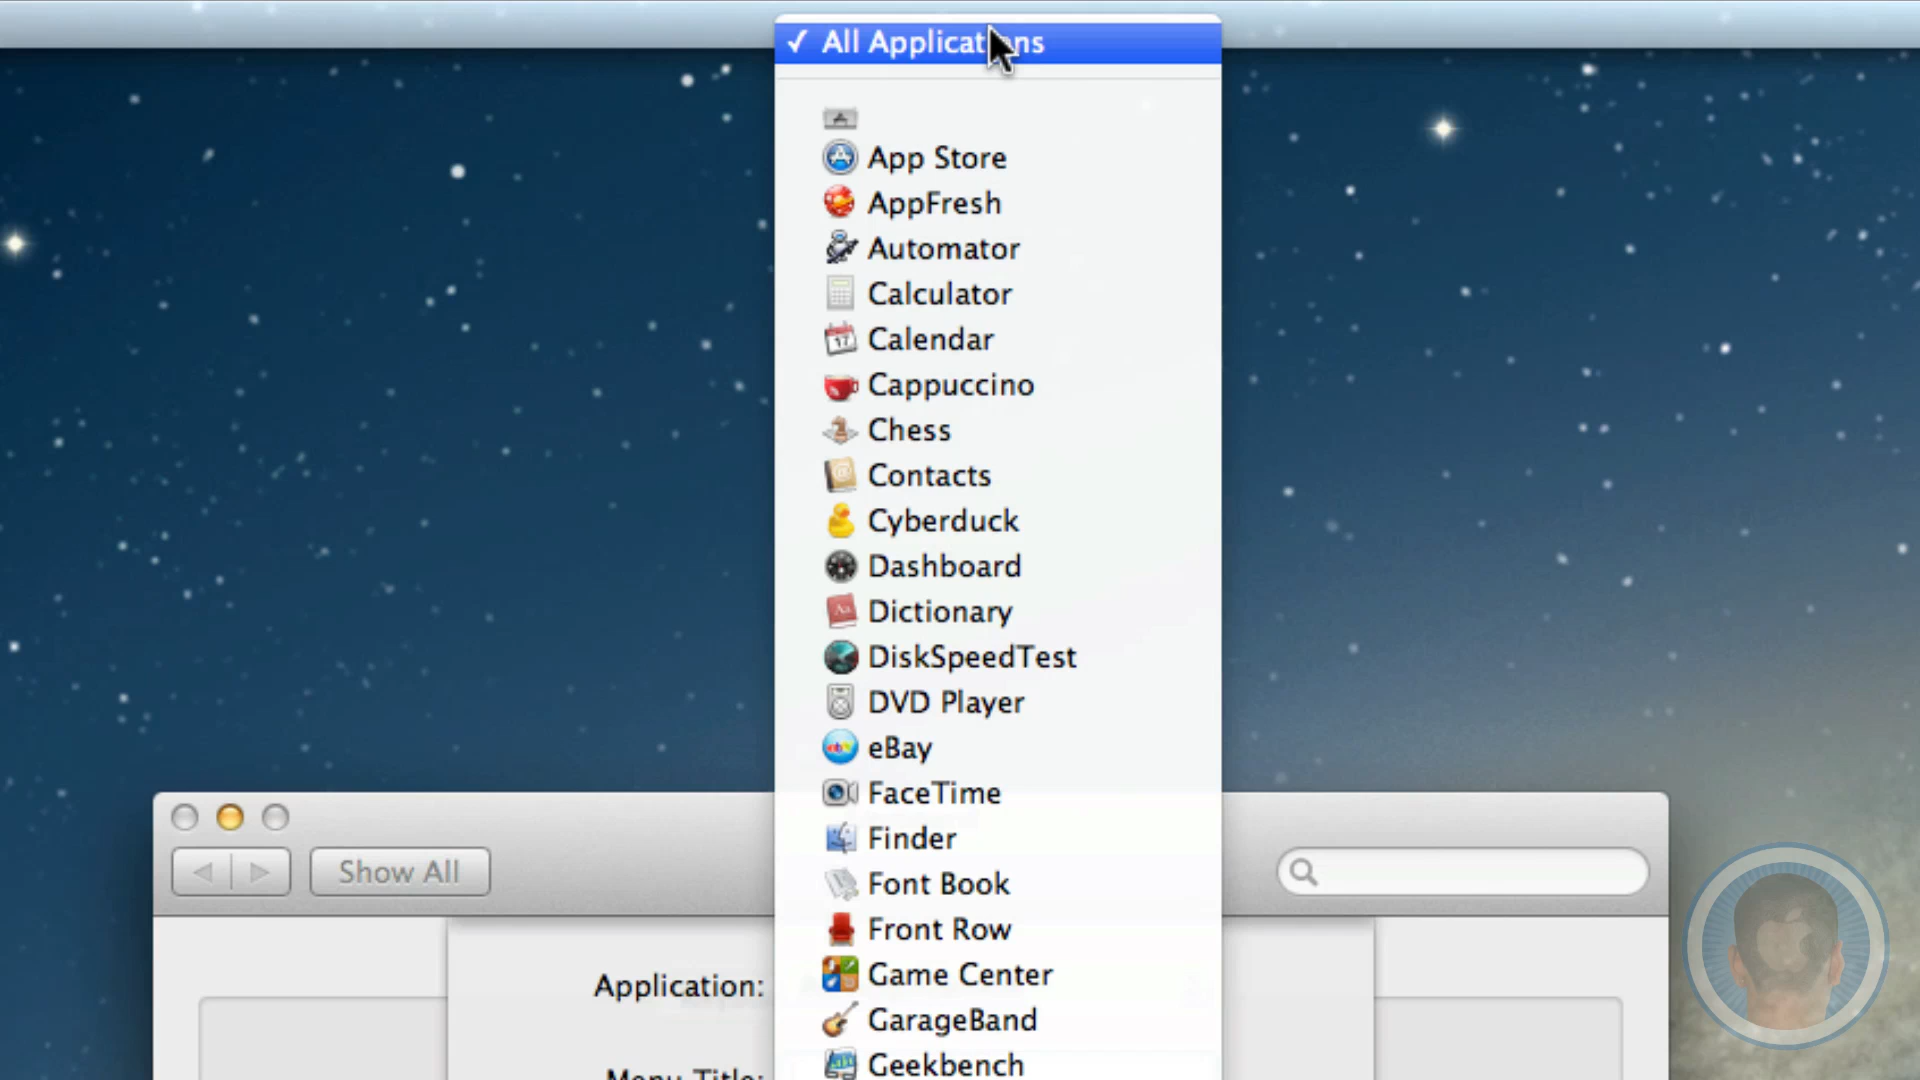 ✓ All Applications
App Store
AppFresh
Automator
Calculator
Calendar
Cappuccino
Chess
Contacts
Cyberduck
Dashboard
Dictionary
DiskSpeedTest
DVD Player
eBay
FaceTime
Finder
Show All
Font Book
Front Row
Application:
Game Center
GarageBand
Geekbench
Menu Title: